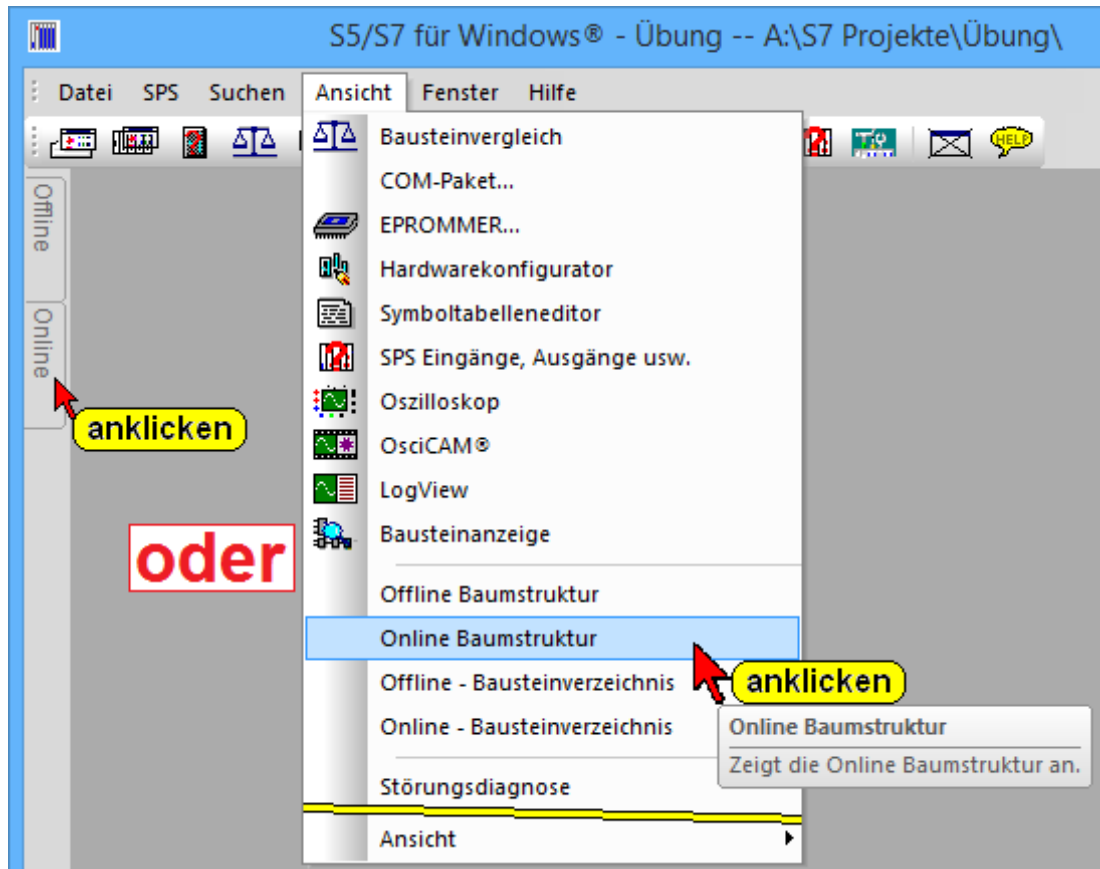 S5/S7 für Windows® - Übung -- A:\S7 Projekte\Übung\
Datei SPS Suchen Ansicht Fenster Hilfe
HELP
Offline
Online
anklicken
oder
Bausteinvergleich
COM-Paket...
EPROMMER...
Hardwarekonfigurator
Symboltabelleneditor
SPS Eingänge, Ausgänge usw.
Oszilloskop
OsciCAM®
LogView
Bausteinanzeige
Offline Baumstruktur
Online Baumstruktur
Offline - Bausteinverzeichnis
Online - Bausteinverzeichnis
Störungsdiagnose
Ansicht
anklicken
Online Baumstruktur
Zeigt die Online Baumstruktur an.